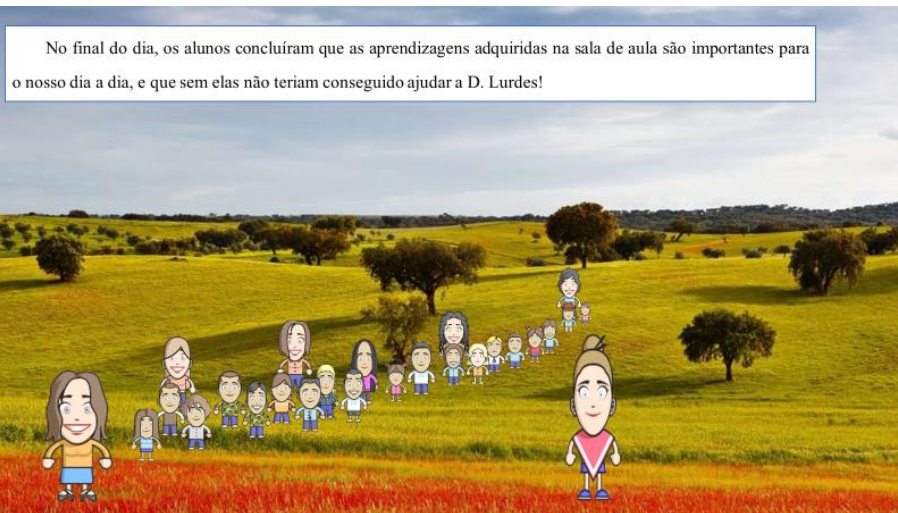 No final do dia, os alunos concluíram que as aprendizagens adquiridas na sala de aula são importantes para
o nosso dia a dia, e que sem elas não teriam conseguido ajudar a D. Lurdes!